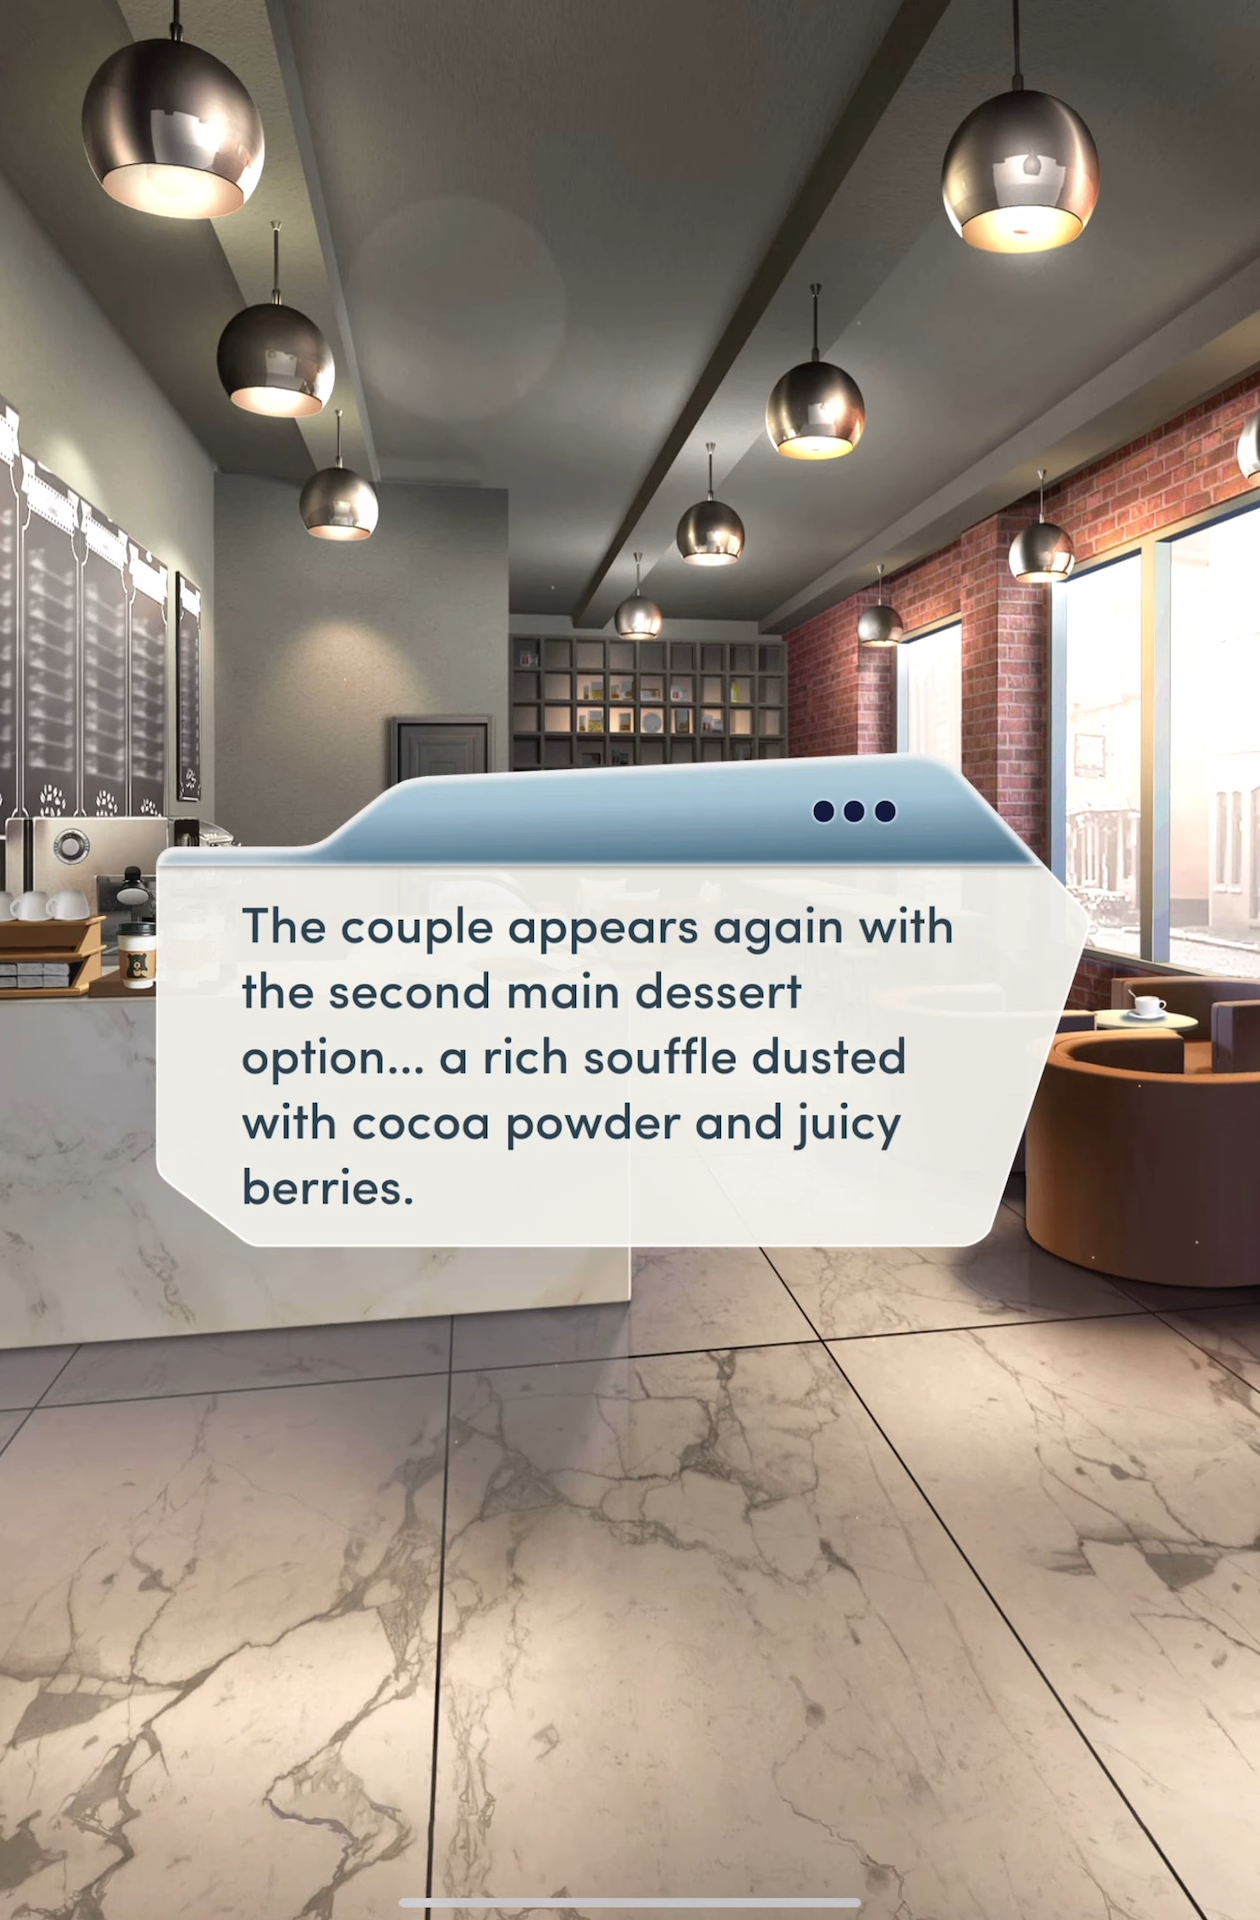 The couple appears again with
the second main dessert
option... a rich souffle dusted
with cocoa powder and juicy
berries.